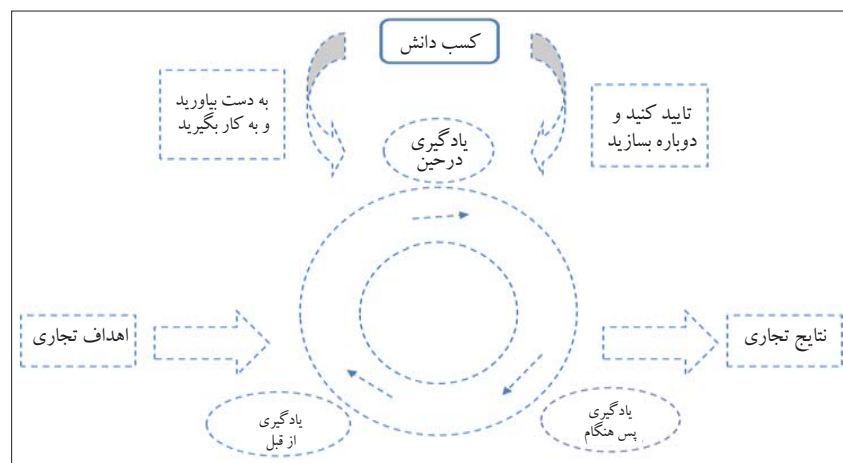 کسب دانش
تایید کنید و
دوباره بسازید
به دست بیاورید
و به کار بگیرید
یادگیری
درحین
نتایج تجاری
اهداف تجاری
یادگیری
پس هنگام
یادگیری
از قبل